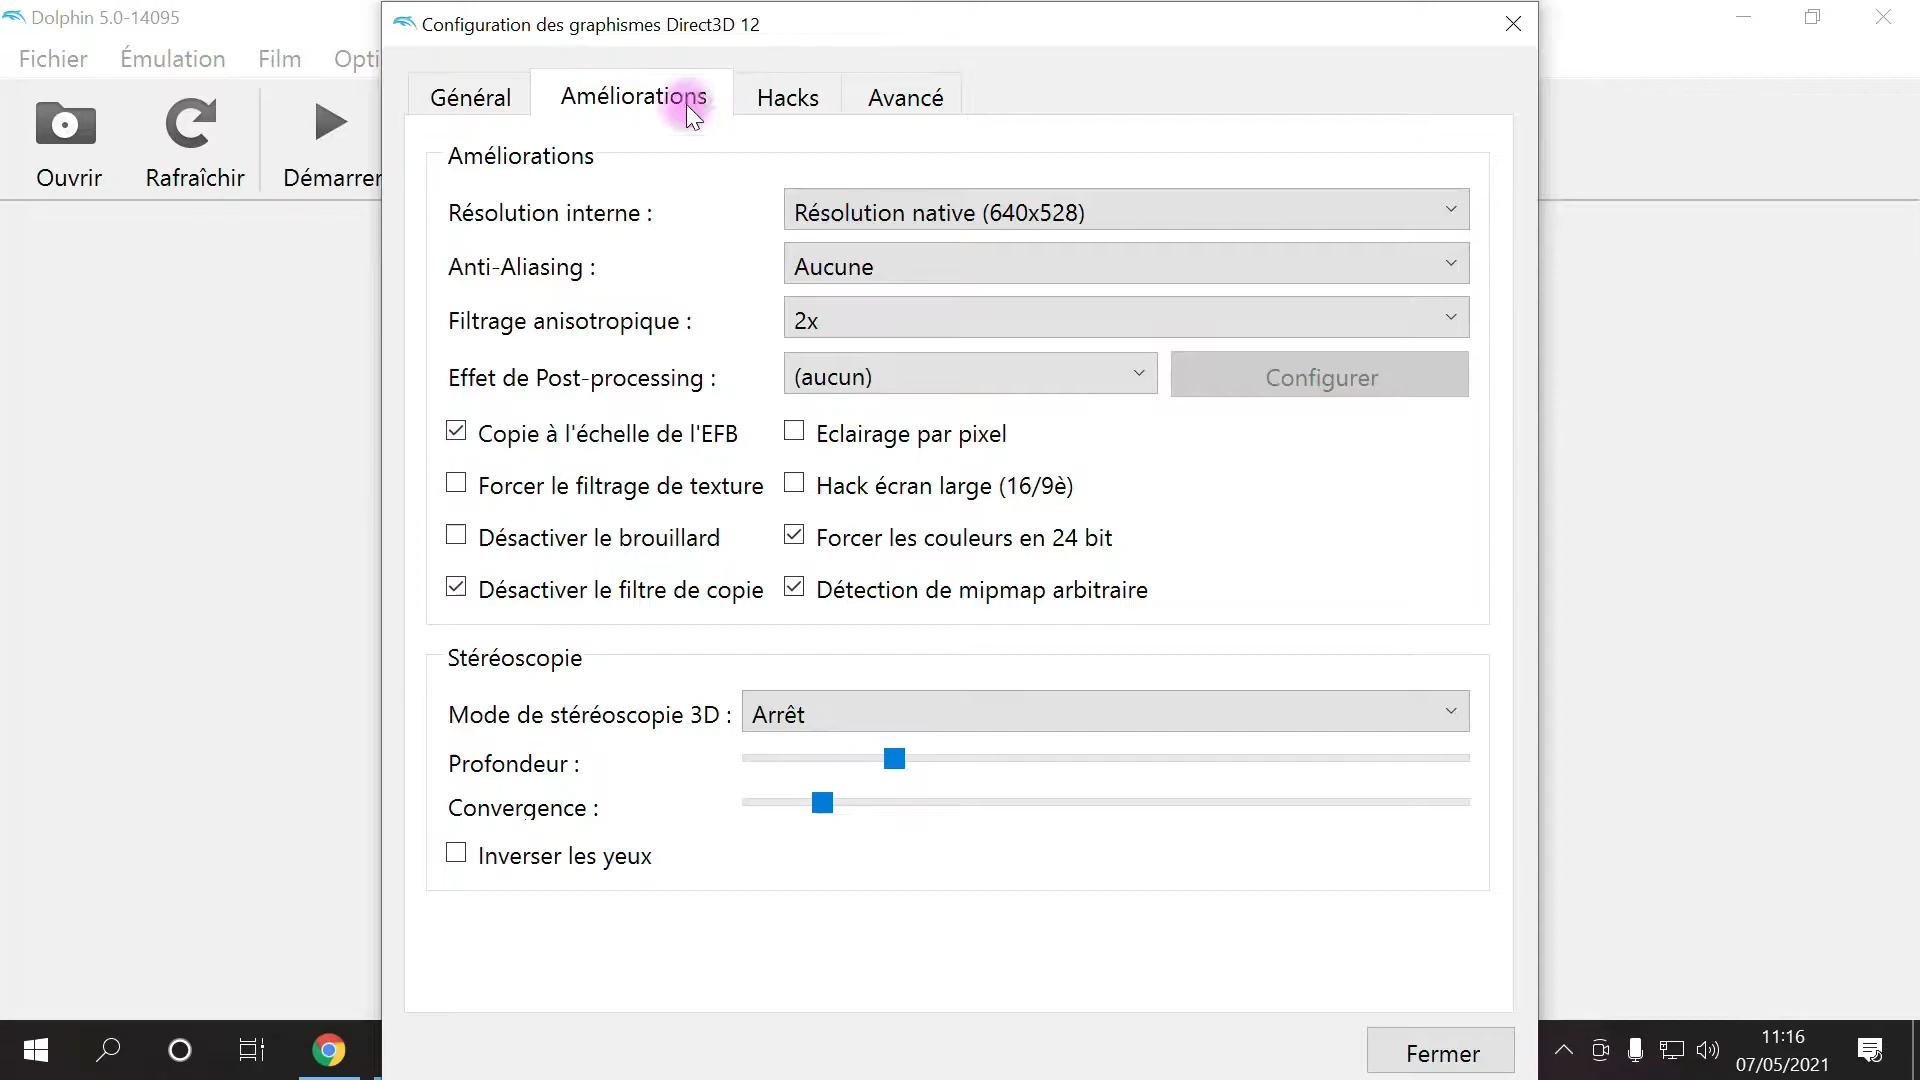 Dolphin 5.0-14095
Configuration des graphismes Direct3D 12
Fichier Émulation Film Opti
Ouvrir Rafraîchir Démarrer
Général Améliorations Hacks Avancé
Améliorations
Résolution interne : Résolution native (640x528)
Anti-Aliasing : Aucune
Filtrage anisotropique : 2x
Effet de Post-processing : (aucun) Configurer
Copie à l'échelle de l'EFB Eclairage par pixel
Forcer le filtrage de texture Hack écran large (16/9è)
Désactiver le brouillard Forcer les couleurs en 24 bit
Désactiver le filtre de copie Détection de mipmap arbitraire
Stéréoscopie
Mode de stéréoscopie 3D : Arrêt
Profondeur :
Convergence :
Inverser les yeux
Fermer
11:16
07/05/2021